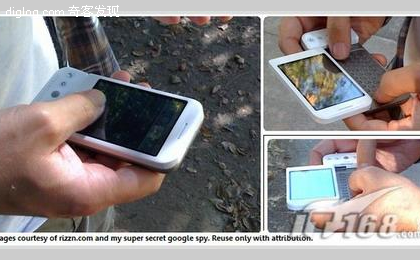 diglog.com 奇客发现
IT168.com
ages courtesy of rizzn.com and my super secret google spy. Reuse only with attribution.